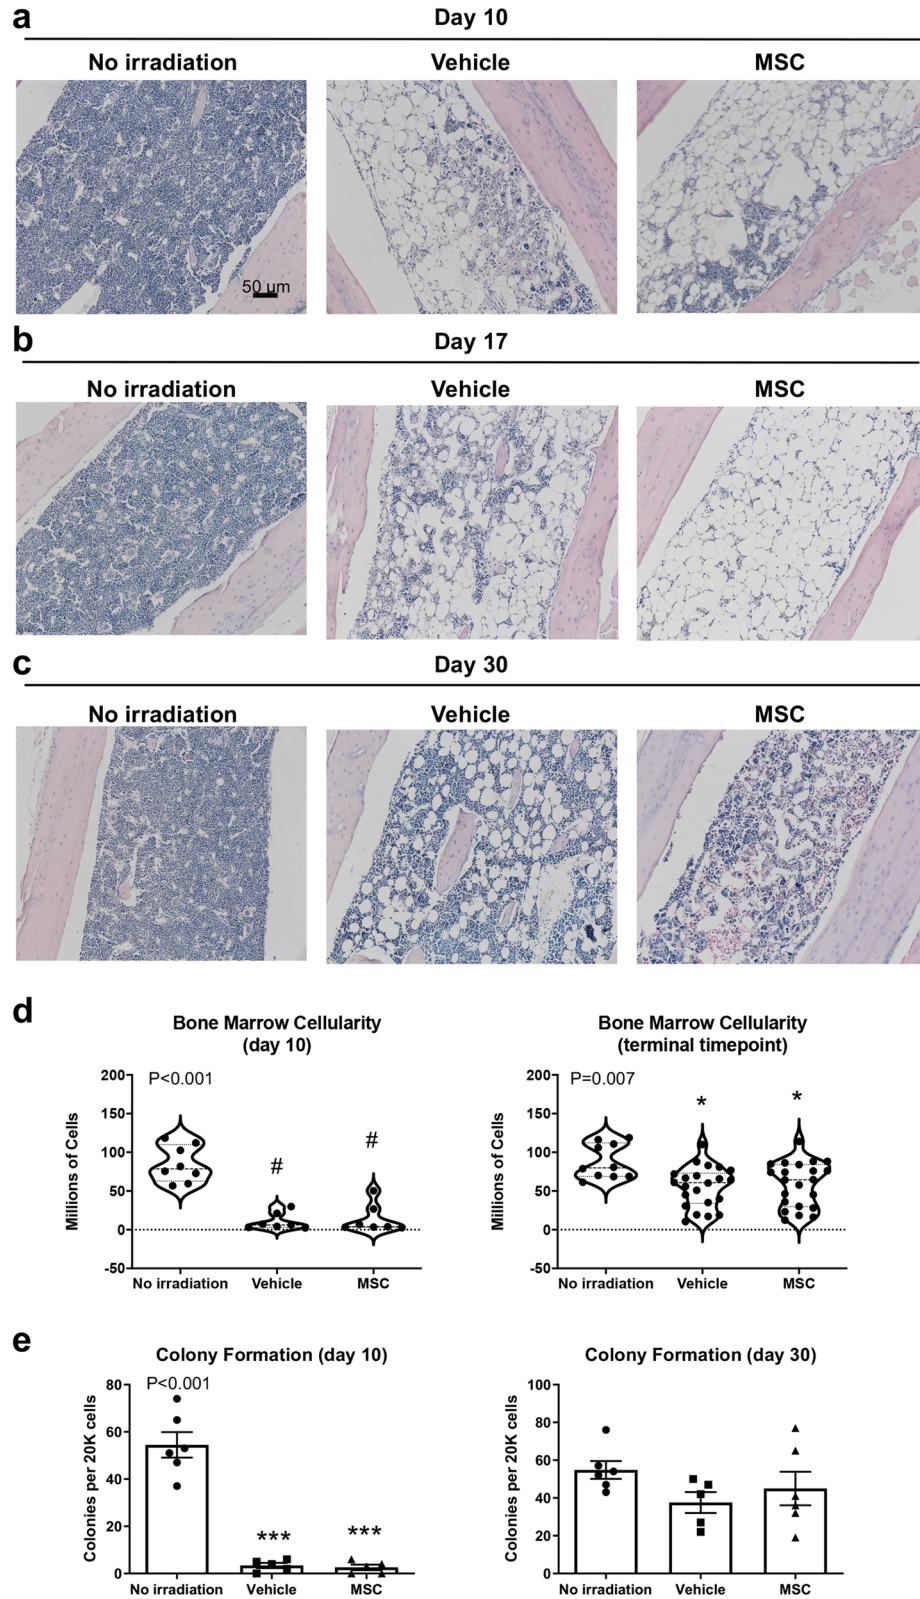 a
Day 10
No irradiation
Vehicle
MSC
50 um
b
Day 17
No irradiation
Vehicle
MSC
c
Day 30
No irradiation
Vehicle
MSC
d
Bone Marrow Cellularity
(day 10)
P<0.001
Millions of Cells
200
150
100
50
0
-50
#
#
No irradiation
Vehicle
MSC
Bone Marrow Cellularity
(terminal timepoint)
P=0.007
Millions of Cells
200
150
100
50
0
-50
*
*
No irradiation
Vehicle
MSC
e
Colony Formation (day 10)
P<0.001
Colonies per 20K cells
80
60
40
20
0
***
***
No irradiation
Vehicle
MSC
Colony Formation (day 30)
Colonies per 20K cells
100
80
60
40
20
0
No irradiation
Vehicle
MSC